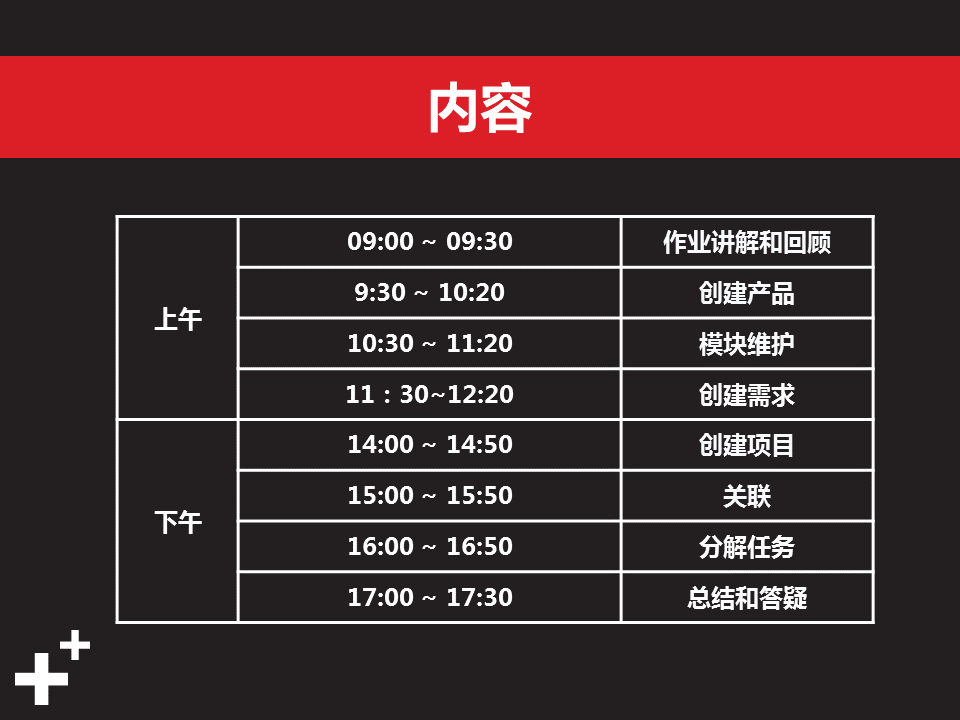 内容
上午
09:00 ~ 09:30 作业讲解和回顾
9:30 ~ 10:20 创建产品
10:30 ~ 11:20 模块维护
11：30~12:20 创建需求
下午
14:00 ~ 14:50 创建项目
15:00 ~ 15:50 关联
16:00 ~ 16:50 分解任务
17:00 ~ 17:30 总结和答疑